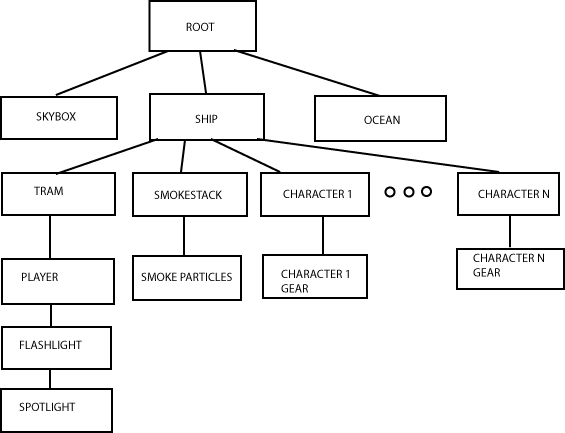 ROOT
SKYBOX
SHIP
OCEAN
TRAM
SMOKESTACK
CHARACTER 1
CHARACTER N
PLAYER
SMOKE PARTICLES
CHARACTER 1
GEAR
CHARACTER N
GEAR
FLASHLIGHT
SPOTLIGHT